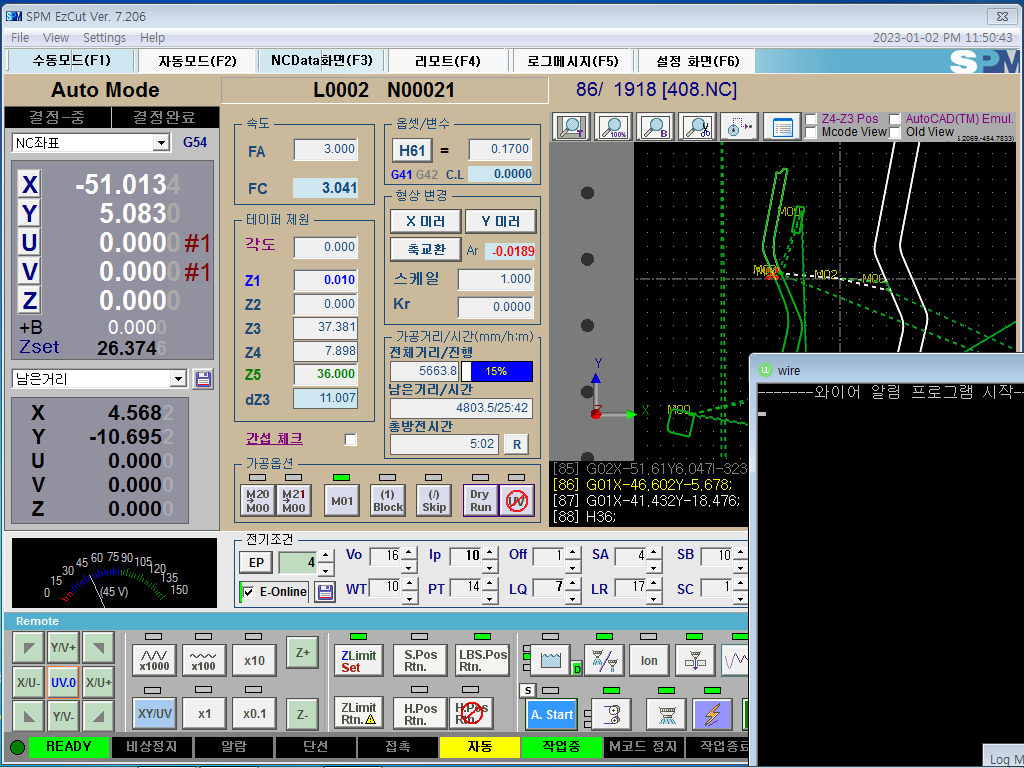 SPM EzCut Ver. 7.206
File View Settings Help
2023-01-02 PM 11:50:43
수동모드(F1) 자동모드(F2) NCData화면(F3) 리모트(F4) 로그메시지(F5) 설정 화면(F6)
SPM
Auto Mode
L0002 N00021
86/ 1918 [408.NC]
결정-중 결정완료
NC좌표 G54
X -51.0134
Y 5.0830
U 0.0000 #1
V 0.0000 #1
Z 0.0000
+B 0.0000
Zset 26.3746
남은거리
X 4.5682
Y -10.6952
U 0.0000
V 0.0000
Z 0.0000
속도
FA 3.000
FC 3.041
테이퍼 제원
각도 0.000
Z1 0.010
Z2 0.000
Z3 37.381
Z4 7.898
Z5 36.000
dZ3 11.007
간섭 체크
옵셋/변수
H61 = 0.1700
G41 G42 C.L 0.0000
형상 변경
X 미러 Y 미러
축교환 Ar -0.0189
스케일 1.000
Kr 0.0000
가공거리/시간(mm/h:m)
전체거리/진행
5663.8 15%
남은거리/시간
4803.5/25:42
총방전시간
5:02 R
가공옵션
M20 M00 M21 M00 M01 (1) Block (/) Skip Dry Run UV
T 100% B
Z4-Z3 Pos AutoCAD(TM) Emul.
Mcode View Old View
M02
M00
Y
X
[85] G02X-51,61Y6,047I-323
[86] G01X-46,602Y-5,678;
[87] G01X-41,432Y-18,476;
[88] H36;
wire
-------와이어 알림 프로그램 시작--
0 15 30 45 60 75 90 105 120 135 150
(45 V)
전기조건
EP 4
E-Online
Vo 16 Ip 10 Off 1 SA 4 SB 10
WT 10 PT 14 LQ 7 LR 17 SC 1
Remote
Y/V+
X/U- UV.0 X/U+
Y/V-
x1000 x100 x10 Z+
XY/UV x1 x0.1 Z-
ZLimit Set S.Pos Rtn. LBS.Pos Rtn.
ZLimit Rtn. H.Pos Rtn. H.Pos Rtn.
D Ion
S A. Start
READY 비상정지 알람 단선 접촉 자동 작업중 M코드 정지 작업종료
Log M